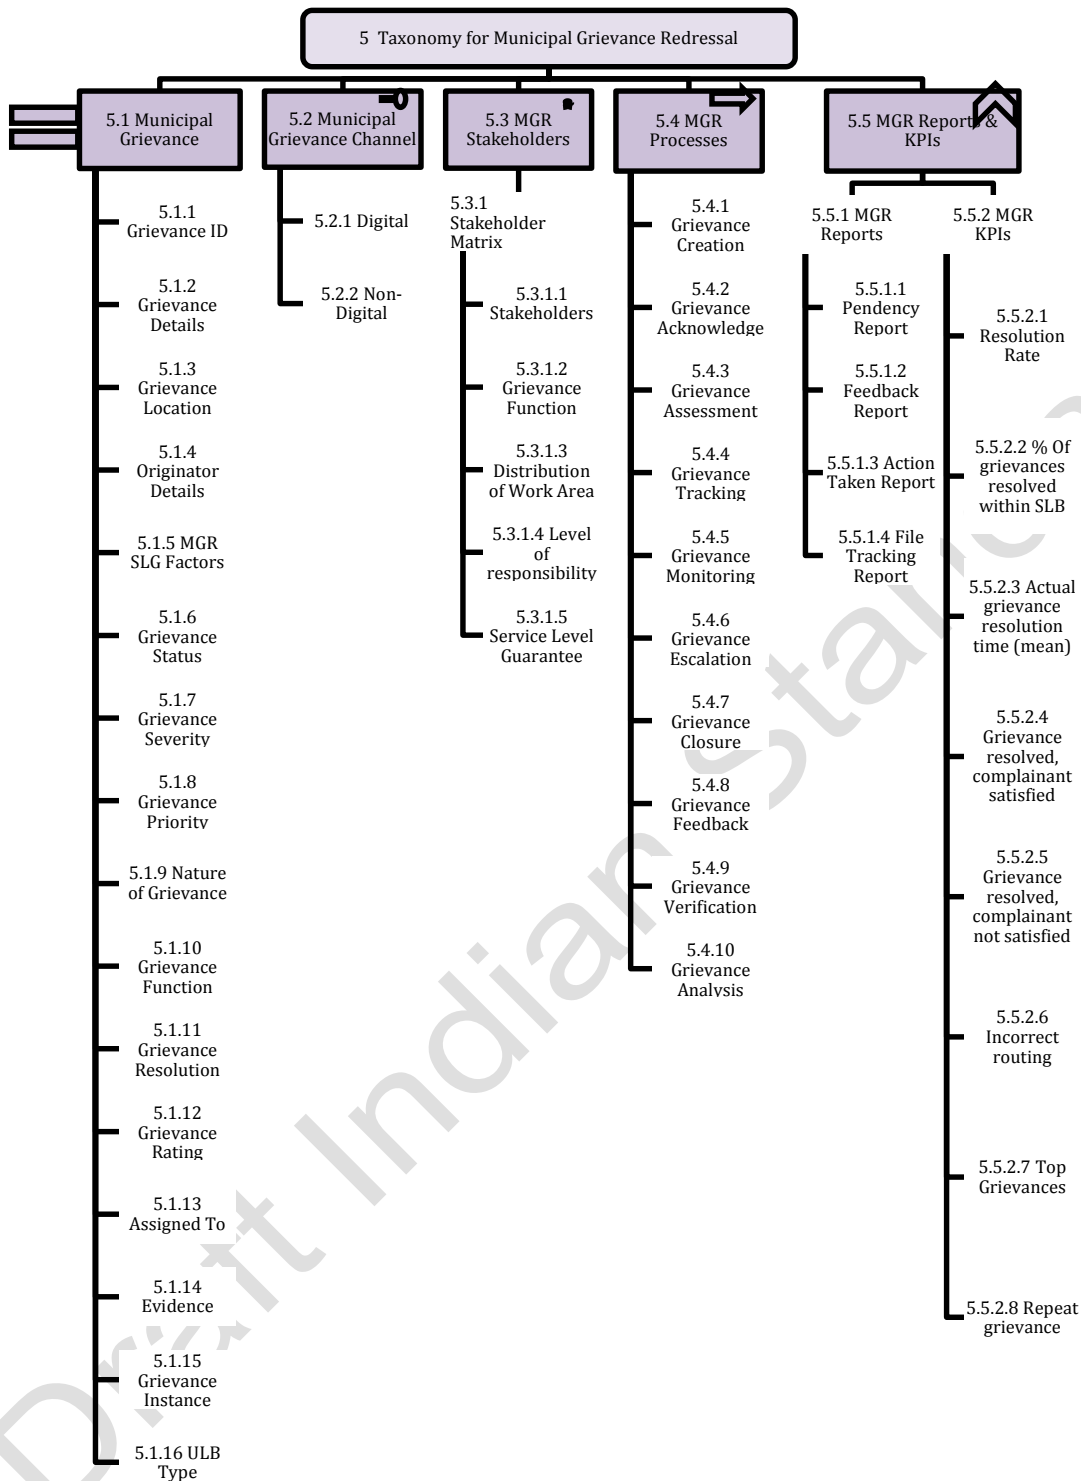 5 Taxonomy for Municipal Grievance Redressal
5.1 Municipal
Grievance
5.2 Municipal
Grievance Channel
5.3 MGR
Stakeholders
5.4 MGR
Processes
5.5 MGR Reports &
KPIs
5.1.1
Grievance ID
5.1.2
Grievance
Details
5.1.3
Grievance
Location
5.1.4
Originator
Details
5.1.5 MGR
SLG Factors
5.1.6
Grievance
Status
5.1.7
Grievance
Severity
5.1.8
Grievance
Priority
5.1.9 Nature
of Grievance
5.1.10
Grievance
Function
5.1.11
Grievance
Resolution
5.1.12
Grievance
Rating
5.1.13
Assigned To
5.1.14
Evidence
5.1.15
Grievance
Instance
5.1.16 ULB
Type
5.2.1 Digital
5.2.2 Non-
Digital
5.3.1
Stakeholder
Matrix
5.3.1.1
Stakeholders
5.3.1.2
Grievance
Function
5.3.1.3
Distribution
of Work Area
5.3.1.4 Level
of
responsibility
5.3.1.5
Service Level
Guarantee
5.4.1
Grievance
Creation
5.4.2
Grievance
Acknowledge
5.4.3
Grievance
Assessment
5.4.4
Grievance
Tracking
5.4.5
Grievance
Monitoring
5.4.6
Grievance
Escalation
5.4.7
Grievance
Closure
5.4.8
Grievance
Feedback
5.4.9
Grievance
Verification
5.4.10
Grievance
Analysis
5.5.1 MGR
Reports
5.5.1.1
Pendency
Report
5.5.1.2
Feedback
Report
5.5.1.3 Action
Taken Report
5.5.1.4 File
Tracking
Report
5.5.2 MGR
KPIs
5.5.2.1
Resolution
Rate
5.5.2.2 % Of
grievances
resolved
within SLB
5.5.2.3 Actual
grievance
resolution
time (mean)
5.5.2.4
Grievance
resolved,
complainant
satisfied
5.5.2.5
Grievance
resolved,
complainant
not satisfied
5.5.2.6
Incorrect
routing
5.5.2.7 Top
Grievances
5.5.2.8 Repeat
grievance
Draft Indian